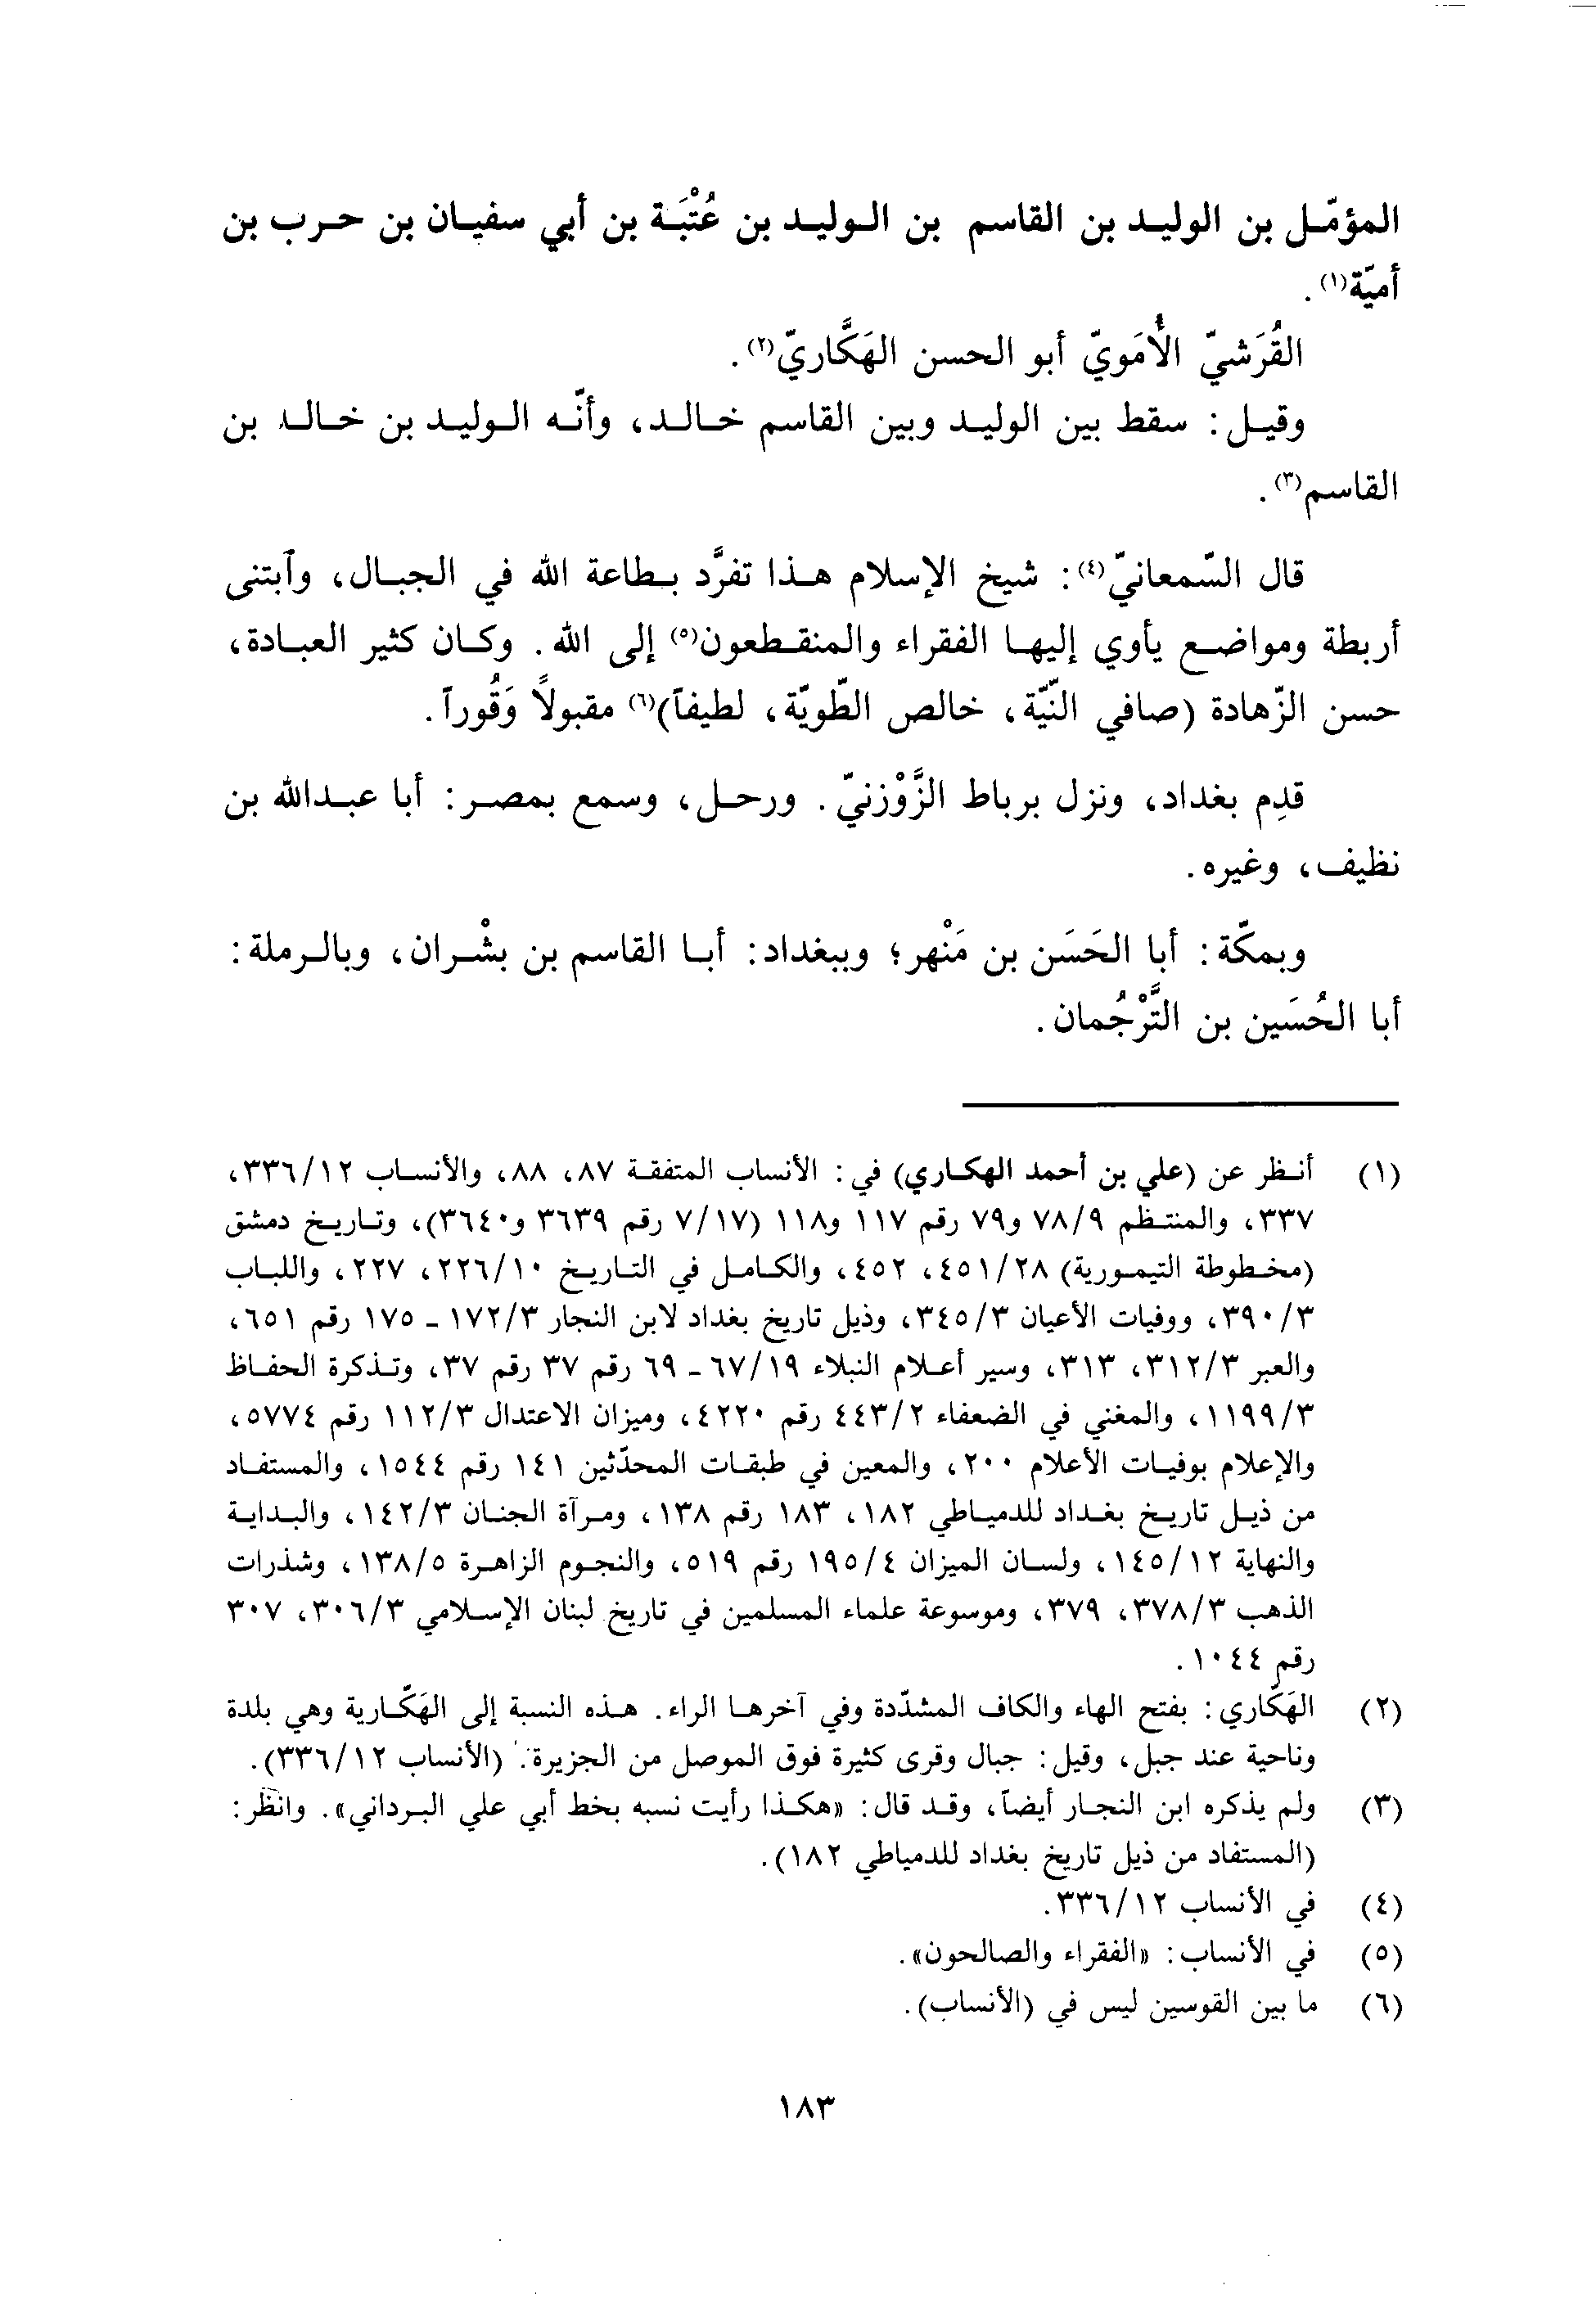 المؤمّل بن الوليد بن القاسم بن الوليد بن عُتْبَة بن أبي سفيان بن حرب بن
أميّة(١).
القُرَشيّ الأُمَويّ أبو الحسن الهَكَّاريّ(٢).
وقيل: سقط بين الوليد وبين القاسم خالد، وأنّه الوليد بن خالد بن
القاسم(٣).
قال السّمعانيّ(٤): شيخ الإسلام هذا تفرَّد بطاعة الله في الجبال، وآبتنى
أربطة ومواضع يأوي إليها الفقراء والمنقطعون(٥) إلى الله. وكان كثير العبادة،
حسن الزّهادة (صافي النّيّة، خالص الطّويّة، لطيفاً)(٦) مقبولاً وَقُوراً.
قدِم بغداد، ونزل برباط الزَّوْزنيّ. ورحل، وسمع بمصر: أبا عبدالله بن
نظيف، وغيره.
وبمكّة: أبا الحَسَن بن مَنْهر؛ وببغداد: أبا القاسم بن بشْران، وبالرملة:
أبا الحُسَين بن التَّرْجُمان.
(١) أنظر عن (علي بن أحمد الهكاري) في: الأنساب المتفقة ٨٧، ٨٨، والأنساب ٣٣٦/١٢،
٣٣٧، والمنتظم ٧٨/٩ و٧٩ رقم ١١٧ و١١٨ (٧/١٧ رقم ٣٦٣٩ و٣٦٤٠)، وتاريخ دمشق
(مخطوطة التيمورية) ٤٥١/٢٨، ٤٥٢، والكامل في التاريخ ٢٢٦/١٠، ٢٢٧، واللباب
٣٩٠/٣، ووفيات الأعيان ٣٤٥/٣، وذيل تاريخ بغداد لابن النجار ١٧٢/٣ - ١٧٥ رقم ٦٥١،
والعبر ٣١٢/٣، ٣١٣، وسير أعلام النبلاء ٦٧/١٩ - ٦٩ رقم ٣٧ رقم ٣٧، وتذكرة الحفاظ
١١٩٩/٣، والمغني في الضعفاء ٤٤٣/٢ رقم ٤٢٢٠، وميزان الاعتدال ١١٢/٣ رقم ٥٧٧٤،
والإعلام بوفيات الأعلام ٢٠٠، والمعين في طبقات المحدّثين ١٤١ رقم ١٥٤٤، والمستفاد
من ذيل تاريخ بغداد للدمياطي ١٨٢، ١٨٣ رقم ١٣٨، ومرآة الجنان ١٤٢/٣، والبداية
والنهاية ١٤٥/١٢، ولسان الميزان ١٩٥/٤ رقم ٥١٩، والنجوم الزاهرة ١٣٨/٥، وشذرات
الذهب ٣٧٨/٣، ٣٧٩، وموسوعة علماء المسلمين في تاريخ لبنان الإسلامي ٣٠٦/٣، ٣٠٧
رقم ١٠٤٤.
(٢) الهَكّاري: بفتح الهاء والكاف المشدّدة وفي آخرها الراء. هذه النسبة إلى الهَكّارية وهي بلدة
وناحية عند جبل، وقيل: جبال وقرى كثيرة فوق الموصل من الجزيرة. (الأنساب ٣٣٦/١٢).
(٣) ولم يذكره ابن النجار أيضاً، وقد قال: «هكذا رأيت نسبه بخط أبي علي البرداني». وانظر:
(المستفاد من ذيل تاريخ بغداد للدمياطي ١٨٢).
(٤) في الأنساب ٣٣٦/١٢.
(٥) في الأنساب: «الفقراء والصالحون».
(٦) ما بين القوسين ليس في (الأنساب).
١٨٣